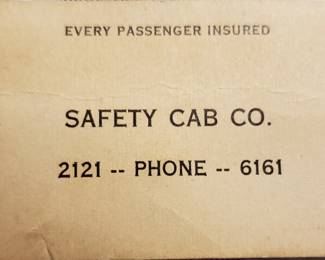 EVERY PASSENGER INSURED
SAFETY CAB CO.
2121 -- PHONE -- 6161